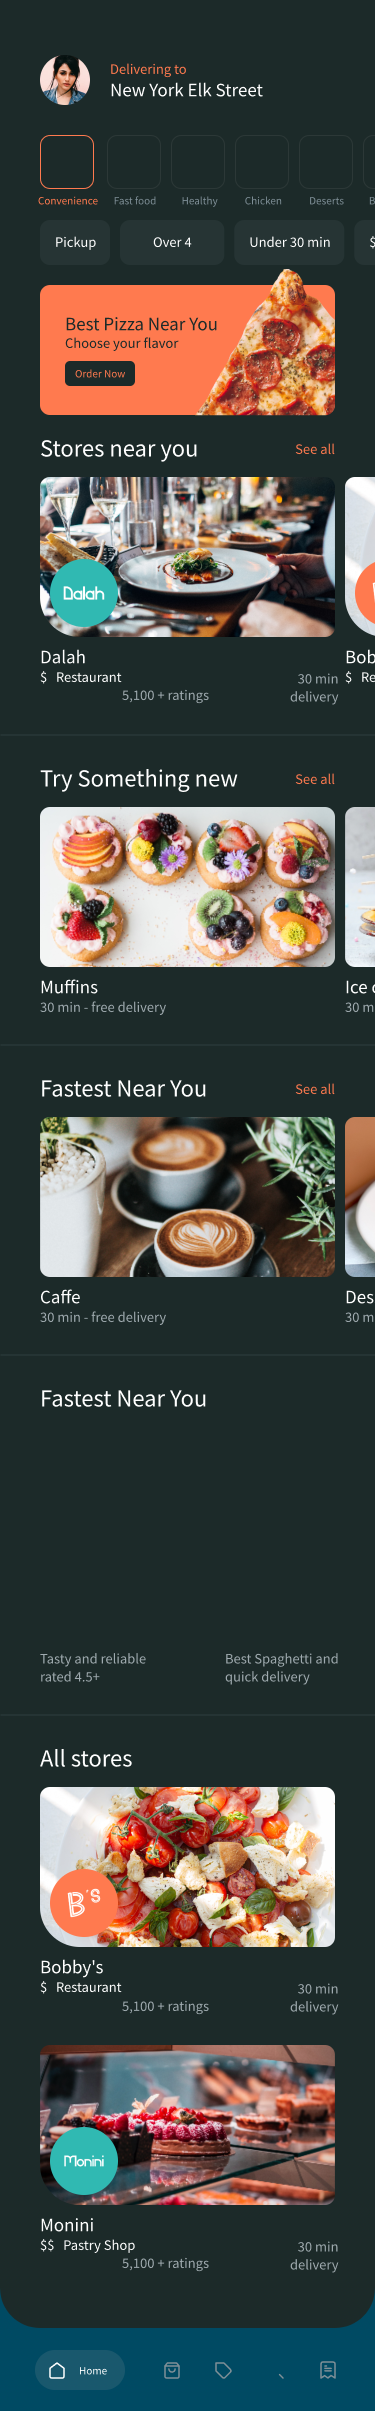 Delivering to
New York Elk Street
Convenience
Fast food
Healthy
Chicken
Deserts
Pickup
Over 4
Under 30 min
$
Best Pizza Near You
Choose your flavor
Order Now
Stores near you
See all
Dalah
Dalah
$ Restaurant
5,100 + ratings
30 min
delivery
Bob
$ Re
Try Something new
See all
Muffins
30 min - free delivery
Ice
30 m
Fastest Near You
See all
Caffe
30 min - free delivery
Des
30 m
Fastest Near You
Tasty and reliable
rated 4.5+
Best Spaghetti and
quick delivery
All stores
B'S
Bobby's
$ Restaurant
5,100 + ratings
30 min
delivery
Monini
Monini
$$ Pastry Shop
5,100 + ratings
30 min
delivery
Home